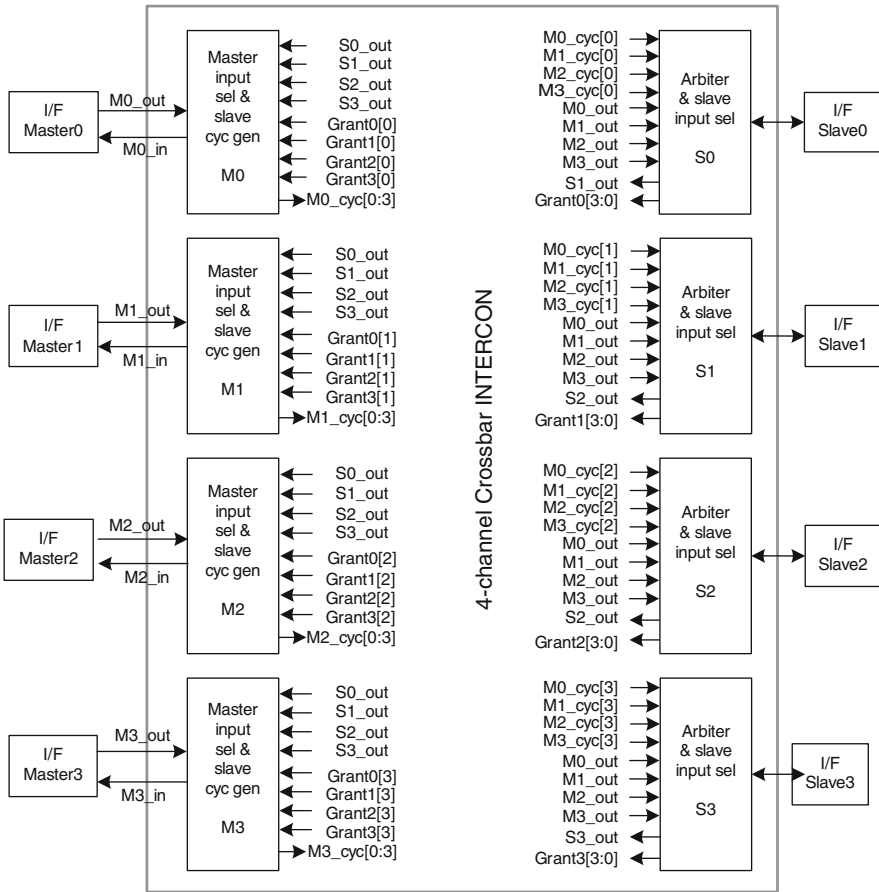 I/F
Master0
M0_out
M0_in
Master
input
sel &
slave
cyc gen
M0
S0_out
S1_out
S2_out
S3_out
Grant0[0]
Grant1[0]
Grant2[0]
Grant3[0]
M0_cyc[0:3]
I/F
Master1
M1_out
M1_in
Master
input
sel &
slave
cyc gen
M1
S0_out
S1_out
S2_out
S3_out
Grant0[1]
Grant1[1]
Grant2[1]
Grant3[1]
M1_cyc[0:3]
I/F
Master2
M2_out
M2_in
Master
input
sel &
slave
cyc gen
M2
S0_out
S1_out
S2_out
S3_out
Grant0[2]
Grant1[2]
Grant2[2]
Grant3[2]
M2_cyc[0:3]
I/F
Master3
M3_out
M3_in
Master
input
sel &
slave
cyc gen
M3
S0_out
S1_out
S2_out
S3_out
Grant0[3]
Grant1[3]
Grant2[3]
Grant3[3]
M3_cyc[0:3]
4-channel Crossbar INTERCON
M0_cyc[0]
M1_cyc[0]
M2_cyc[0]
M3_cyc[0]
M0_out
M1_out
M2_out
M3_out
S1_out
Grant0[3:0]
Arbiter
& slave
input sel
S0
I/F
Slave0
M0_cyc[1]
M1_cyc[1]
M2_cyc[1]
M3_cyc[1]
M0_out
M1_out
M2_out
M3_out
S2_out
Grant1[3:0]
Arbiter
& slave
input sel
S1
I/F
Slave1
M0_cyc[2]
M1_cyc[2]
M2_cyc[2]
M3_cyc[2]
M0_out
M1_out
M2_out
M3_out
S2_out
Grant2[3:0]
Arbiter
& slave
input sel
S2
I/F
Slave2
M0_cyc[3]
M1_cyc[3]
M2_cyc[3]
M3_cyc[3]
M0_out
M1_out
M2_out
M3_out
S3_out
Grant3[3:0]
Arbiter
& slave
input sel
S3
I/F
Slave3